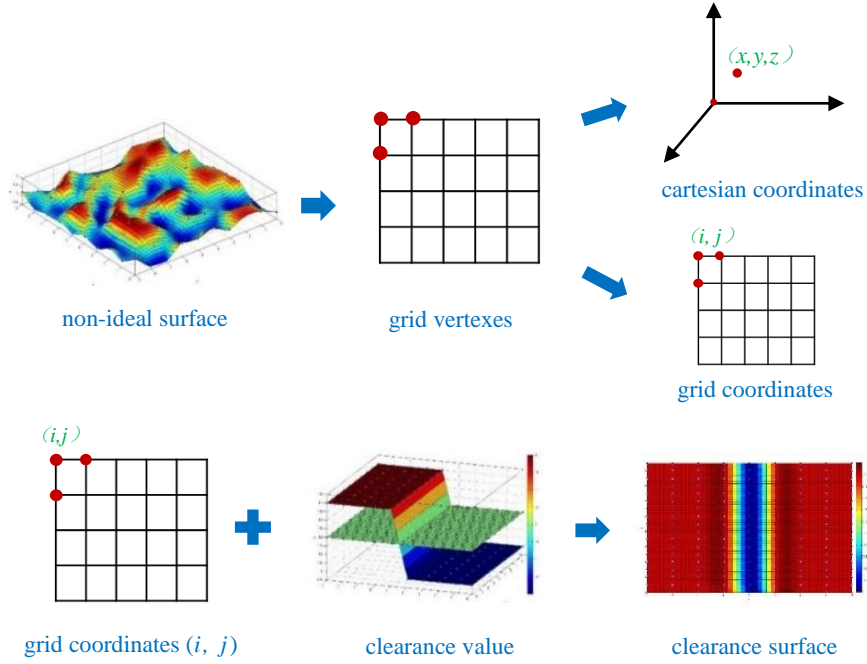 (x,y,z)
cartesian coordinates
non-ideal surface
grid vertexes
(i, j)
grid coordinates
(i,j)
grid coordinates (i, j)
clearance value
clearance surface